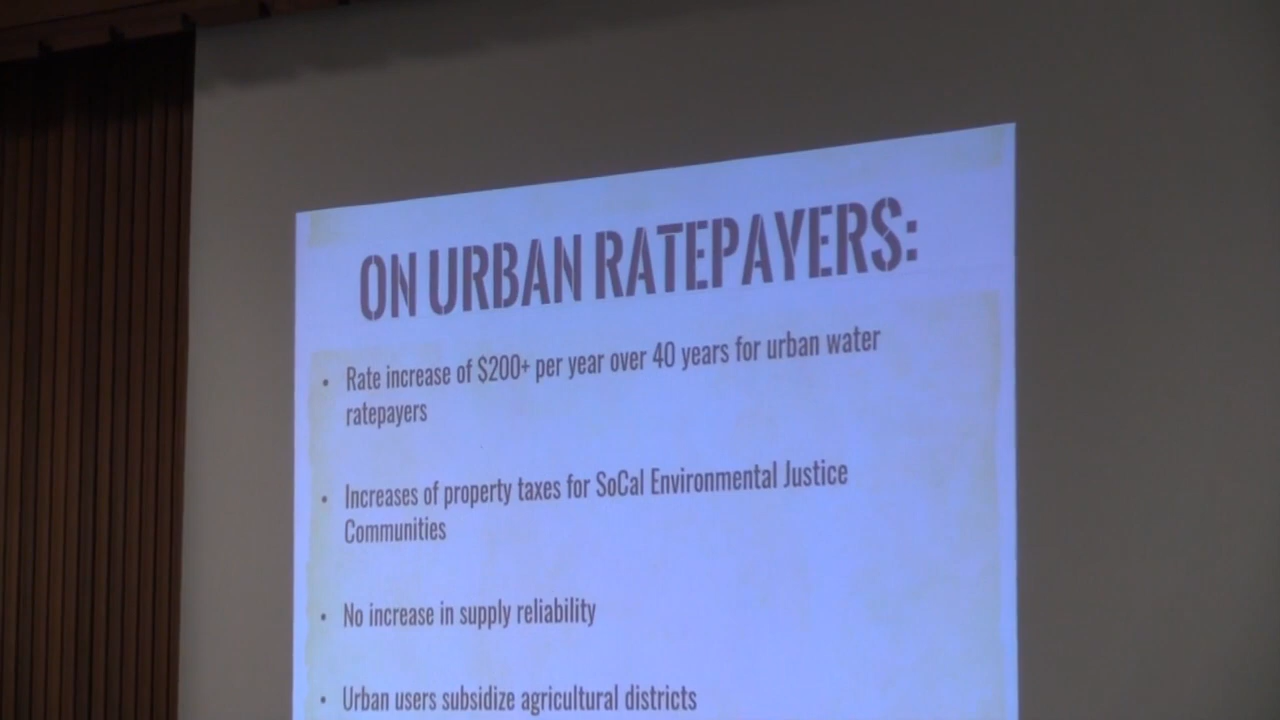 ON URBAN RATEPAYERS:
• Rate increase of $200+ per year over 40 years for urban water
ratepayers
• Increases of property taxes for SoCal Environmental Justice
Communities
• No increase in supply reliability
• Urban users subsidize agricultural districts